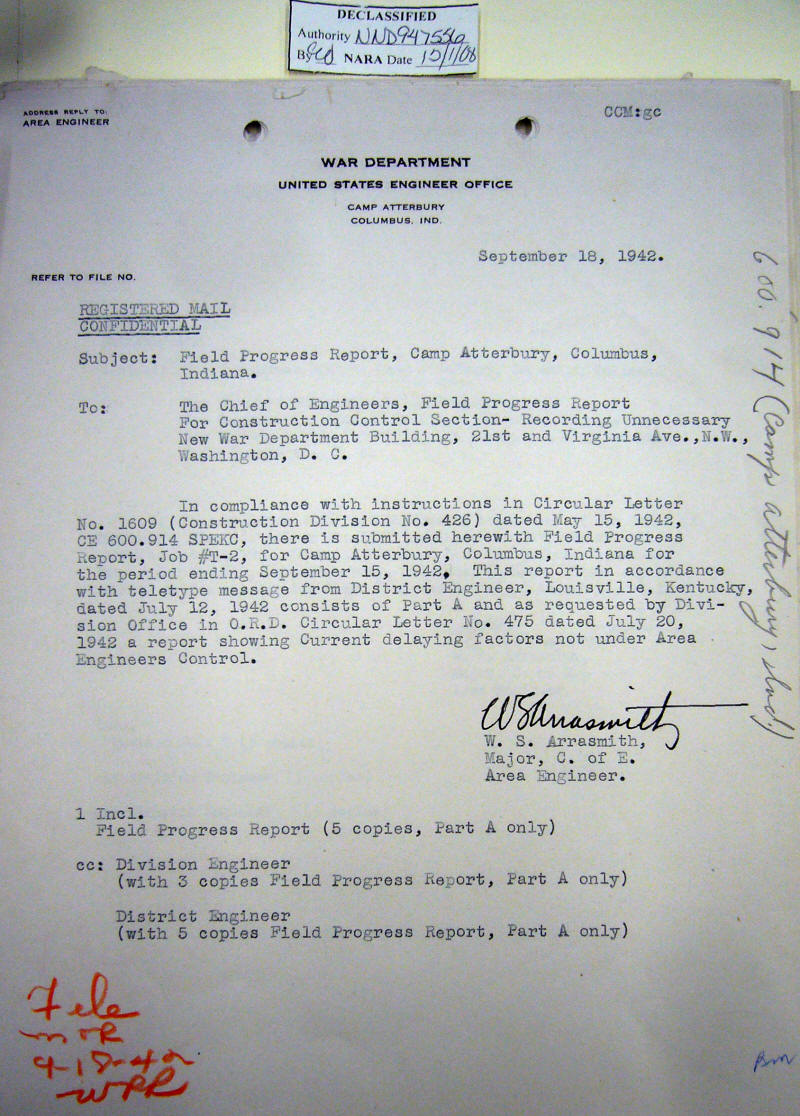 DECLASSIFIED
Authority NND947556
By NARA Date
ADDRESS REPLY TO:
AREA ENGINEER
CCM:gc
WAR DEPARTMENT
UNITED STATES ENGINEER OFFICE
CAMP ATTERBURY
COLUMBUS, IND.
September 18, 1942.
REFER TO FILE NO.
REGISTERED MAIL
CONFIDENTIAL
Subject: Field Progress Report, Camp Atterbury, Columbus,
Indiana.
To: The Chief of Engineers, Field Progress Report
For Construction Control Section- Recording Unnecessary
New War Department Building, 21st and Virginia Ave.,N.W.,
Washington, D. C.
In compliance with instructions in Circular Letter
No. 1609 (Construction Division No. 426) dated May 15, 1942,
CE 600.914 SPEKC, there is submitted herewith Field Progress
Report, Job #T-2, for Camp Atterbury, Columbus, Indiana for
the period ending September 15, 1942. This report in accordance
with teletype message from District Engineer, Louisville, Kentucky,
dated July 12, 1942 consists of Part A and as requested by Divi-
sion Office in O.R.D. Circular Letter No. 475 dated July 20,
1942 a report showing Current delaying factors not under Area
Engineers Control.
WSArrasmith
W. S. Arrasmith,
Major, C. of E.
Area Engineer.
1 Incl.
Field Progress Report (5 copies, Part A only)
cc: Division Engineer
(with 3 copies Field Progress Report, Part A only)
District Engineer
(with 5 copies Field Progress Report, Part A only)
600.914 (Camp Atterbury, Ind.)
File
WRR